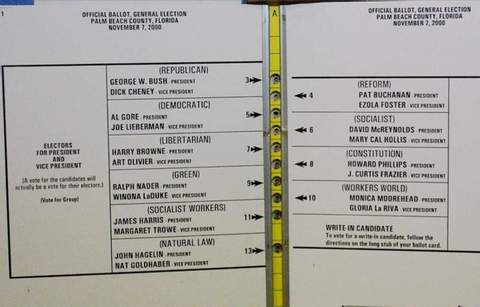 1
OFFICIAL BALLOT, GENERAL ELECTION
PALM BEACH COUNTY, FLORIDA
NOVEMBER 7, 2000
A
OFFICIAL BALLOT, GENERAL ELECTION
PALM BEACH COUNTY, FLORIDA
NOVEMBER 7, 2000
ELECTORS
FOR PRESIDENT
AND
VICE PRESIDENT
(A vote for the candidates will
actually be a vote for their electors.)
(Vote for Group)
(REPUBLICAN)
GEORGE W. BUSH - PRESIDENT
DICK CHENEY - VICE PRESIDENT
3
(DEMOCRATIC)
AL GORE - PRESIDENT
JOE LIEBERMAN - VICE PRESIDENT
5
(LIBERTARIAN)
HARRY BROWNE - PRESIDENT
ART OLIVIER - VICE PRESIDENT
7
(GREEN)
RALPH NADER - PRESIDENT
WINONA LaDUKE - VICE PRESIDENT
9
(SOCIALIST WORKERS)
JAMES HARRIS - PRESIDENT
MARGARET TROWE - VICE PRESIDENT
11
(NATURAL LAW)
JOHN HAGELIN - PRESIDENT
NAT GOLDHABER - VICE PRESIDENT
13
(REFORM)
4
PAT BUCHANAN - PRESIDENT
EZOLA FOSTER - VICE PRESIDENT
(SOCIALIST)
6
DAVID McREYNOLDS - PRESIDENT
MARY CAL HOLLIS - VICE PRESIDENT
(CONSTITUTION)
8
HOWARD PHILLIPS - PRESIDENT
J. CURTIS FRAZIER - VICE PRESIDENT
(WORKERS WORLD)
10
MONICA MOOREHEAD - PRESIDENT
GLORIA La RIVA - VICE PRESIDENT
WRITE-IN CANDIDATE
To vote for a write-in candidate, follow the
directions on the long stub of your ballot card.